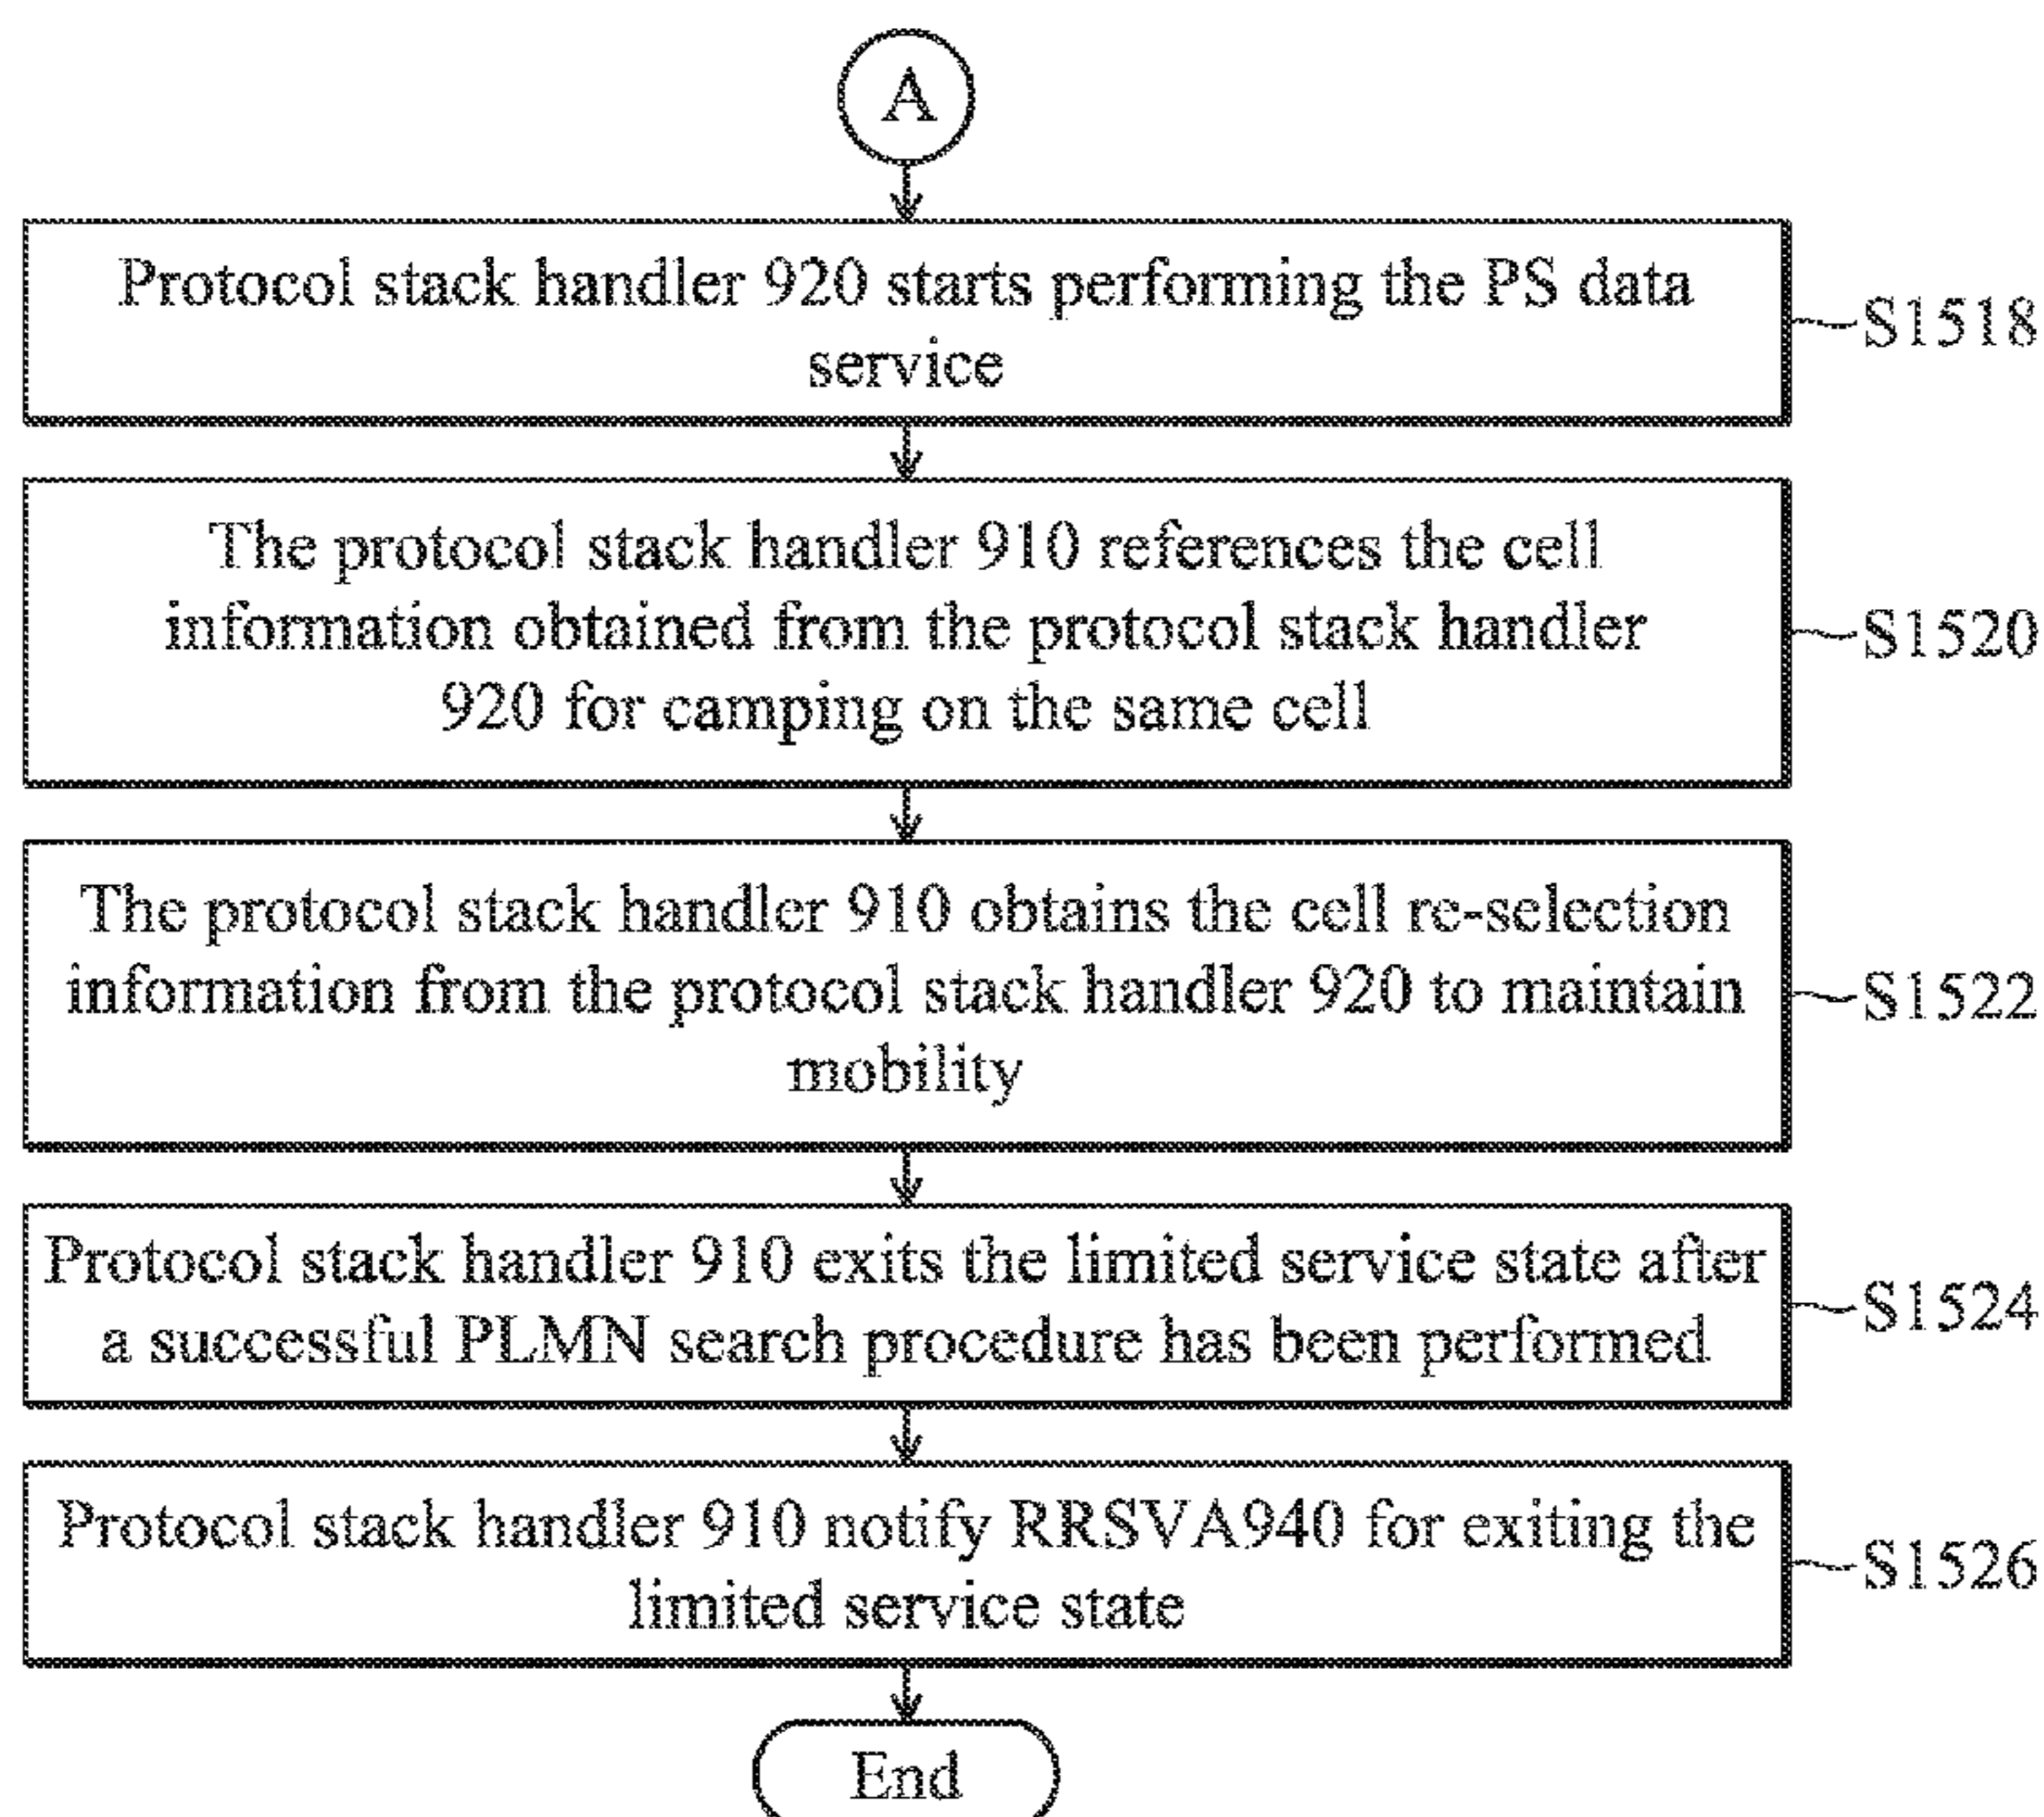 A
Protocol stack handler 920 starts performing the PS data
service
S1518
The protocol stack handler 910 references the cell
information obtained from the protocol stack handler
920 for camping on the same cell
S1520
The protocol stack handler 910 obtains the cell re-selection
information from the protocol stack handler 920 to maintain
mobility
S1522
Protocol stack handler 910 exits the limited service state after
a successful PLMN search procedure has been performed
S1524
Protocol stack handler 910 notify RRSVA940 for exiting the
limited service state
S1526
End